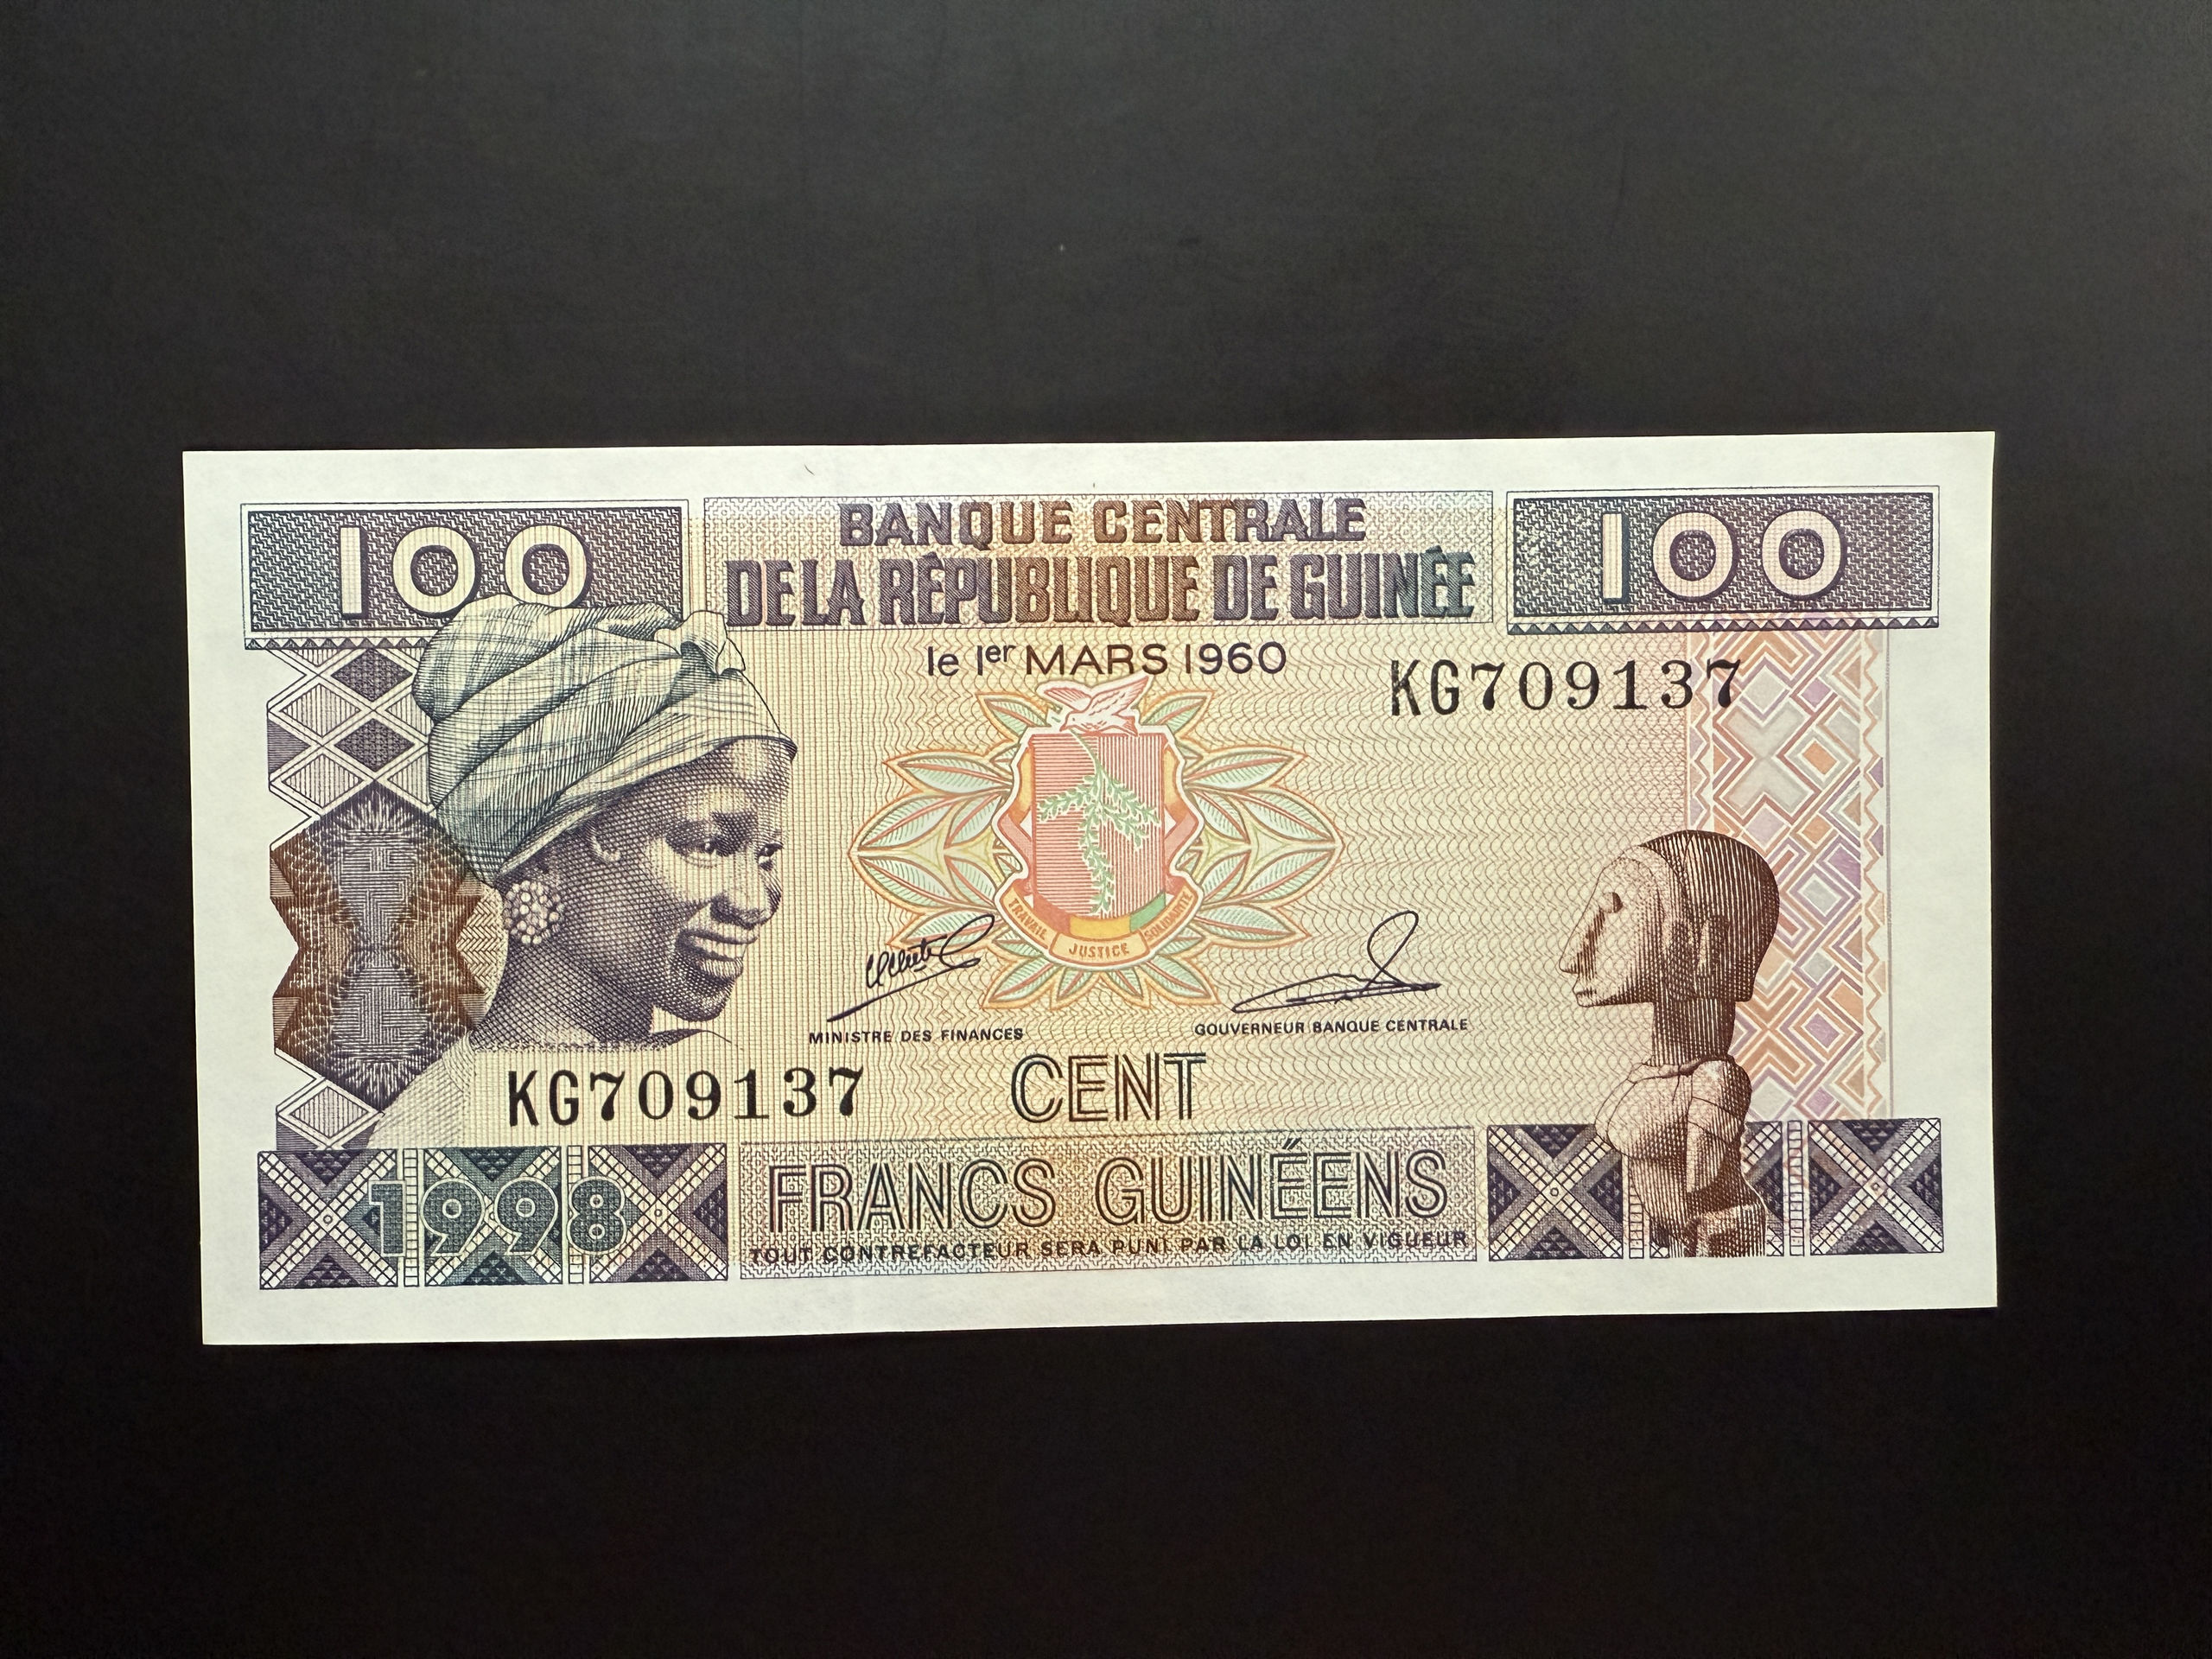 100
BANQUE CENTRALE
DE LA RÉPUBLIQUE DE GUINÉE
100
le 1er MARS 1960
KG709137
TRAVAIL JUSTICE SOLIDARITE
MINISTRE DES FINANCES
GOUVERNEUR BANQUE CENTRALE
KG709137
CENT
1998
FRANCS GUINÉENS
TOUT CONTREFACTEUR SERA PUNI PAR LA LOI EN VIGUEUR